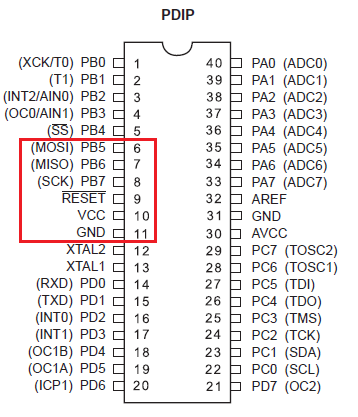 PDIP
(XCK/T0) PB0 1 40 PA0 (ADC0)
(T1) PB1 2 39 PA1 (ADC1)
(INT2/AIN0) PB2 3 38 PA2 (ADC2)
(OC0/AIN1) PB3 4 37 PA3 (ADC3)
(SS) PB4 5 36 PA4 (ADC4)
(MOSI) PB5 6 35 PA5 (ADC5)
(MISO) PB6 7 34 PA6 (ADC6)
(SCK) PB7 8 33 PA7 (ADC7)
RESET 9 32 AREF
VCC 10 31 GND
GND 11 30 AVCC
XTAL2 12 29 PC7 (TOSC2)
XTAL1 13 28 PC6 (TOSC1)
(RXD) PD0 14 27 PC5 (TDI)
(TXD) PD1 15 26 PC4 (TDO)
(INT0) PD2 16 25 PC3 (TMS)
(INT1) PD3 17 24 PC2 (TCK)
(OC1B) PD4 18 23 PC1 (SDA)
(OC1A) PD5 19 22 PC0 (SCL)
(ICP1) PD6 20 21 PD7 (OC2)